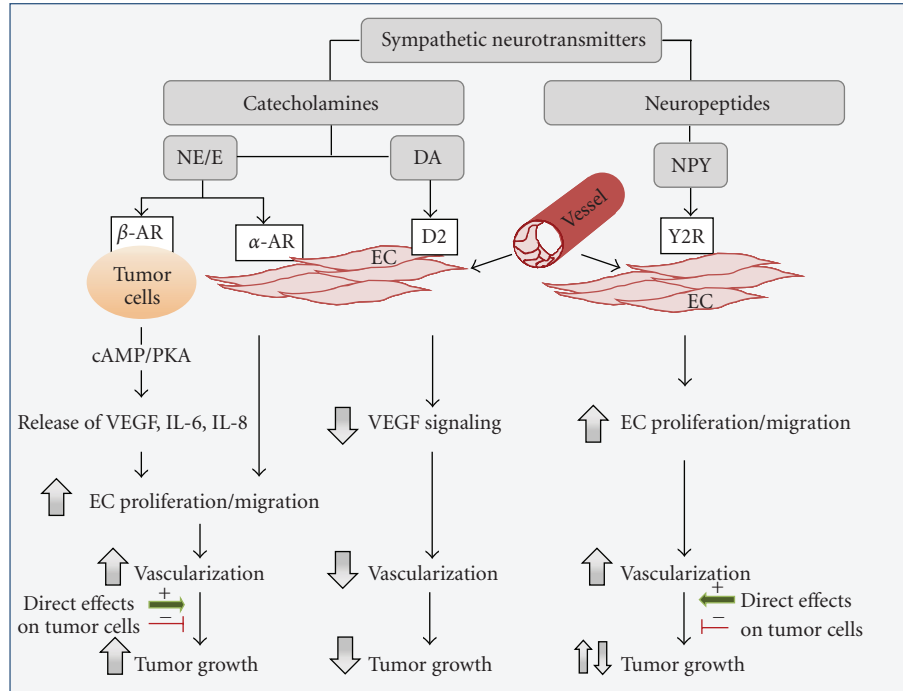 Sympathetic neurotransmitters
Catecholamines
Neuropeptides
NE/E
DA
NPY
β-AR
α-AR
D2
Vessel
Y2R
EC
Tumor
cells
EC
cAMP/PKA
Release of VEGF, IL-6, IL-8
VEGF signaling
EC proliferation/migration
EC proliferation/migration
Vascularization
Vascularization
Vascularization
+
Direct effects
−
on tumor cells
+
Direct effects
−
on tumor cells
Tumor growth
Tumor growth
Tumor growth